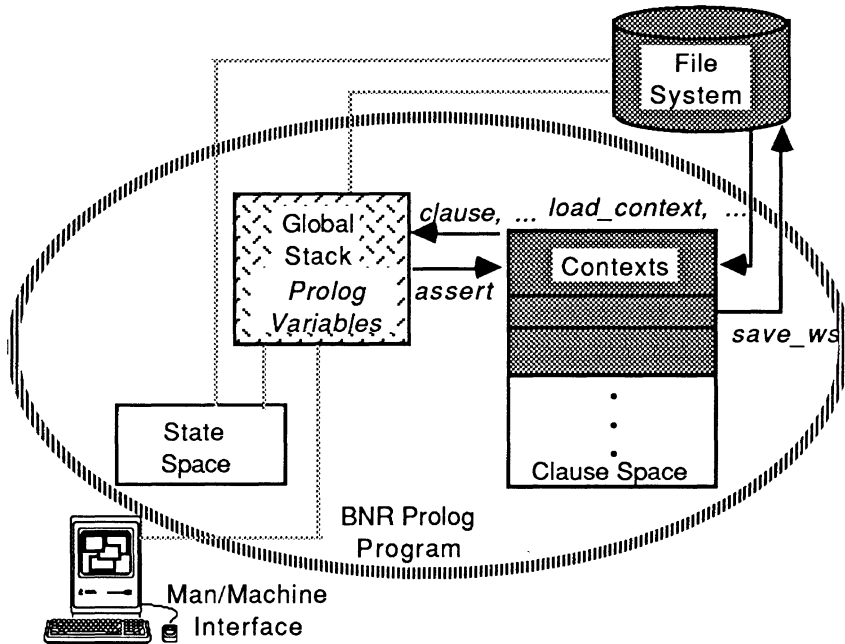 File
System
clause, ... load_context, ...
Global
Stack
Prolog
Variables
assert
Contexts
save_ws
State
Space
Clause Space
BNR Prolog
Program
Man/Machine
Interface